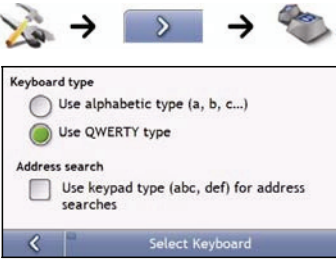 Keyboard type
Use alphabetic type (a, b, c...)
Use QWERTY type
Address search
Use keypad type (abc, def) for address
searches
Select Keyboard